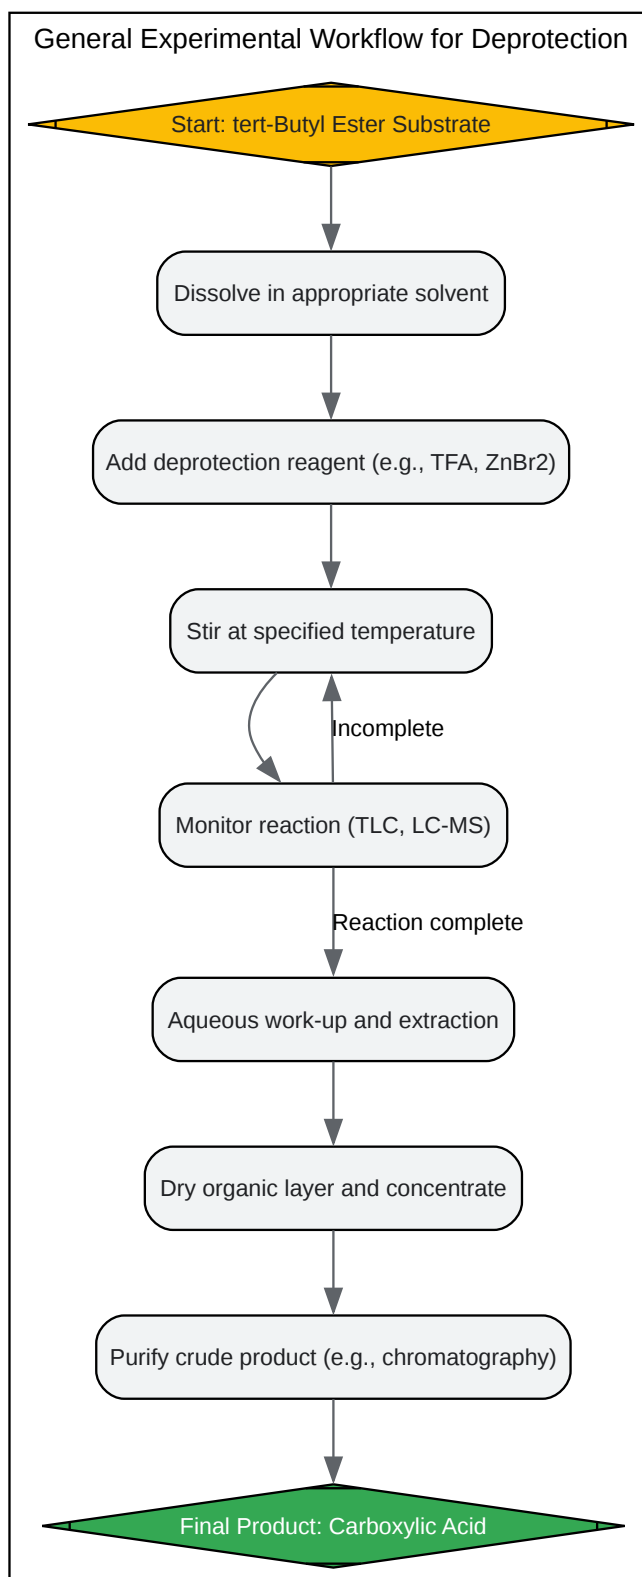 General Experimental Workflow for Deprotection
Start: tert-Butyl Ester Substrate
Dissolve in appropriate solvent
Add deprotection reagent (e.g., TFA, ZnBr2)
Stir at specified temperature
Incomplete
Monitor reaction (TLC, LC-MS)
Reaction complete
Aqueous work-up and extraction
Dry organic layer and concentrate
Purify crude product (e.g., chromatography)
Final Product: Carboxylic Acid